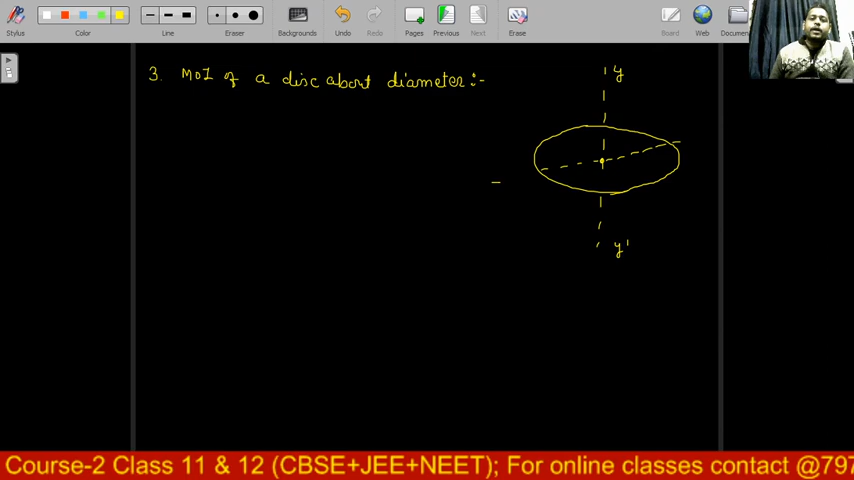 Stylus
Color
Line
Eraser
Backgrounds
Undo
Redo
Pages
Previous
Next
Erase
Board
Web
Documen
3. MOI of a disc about diameter :-
y
y'
Course-2 Class 11 & 12 (CBSE+JEE+NEET); For online classes contact @797